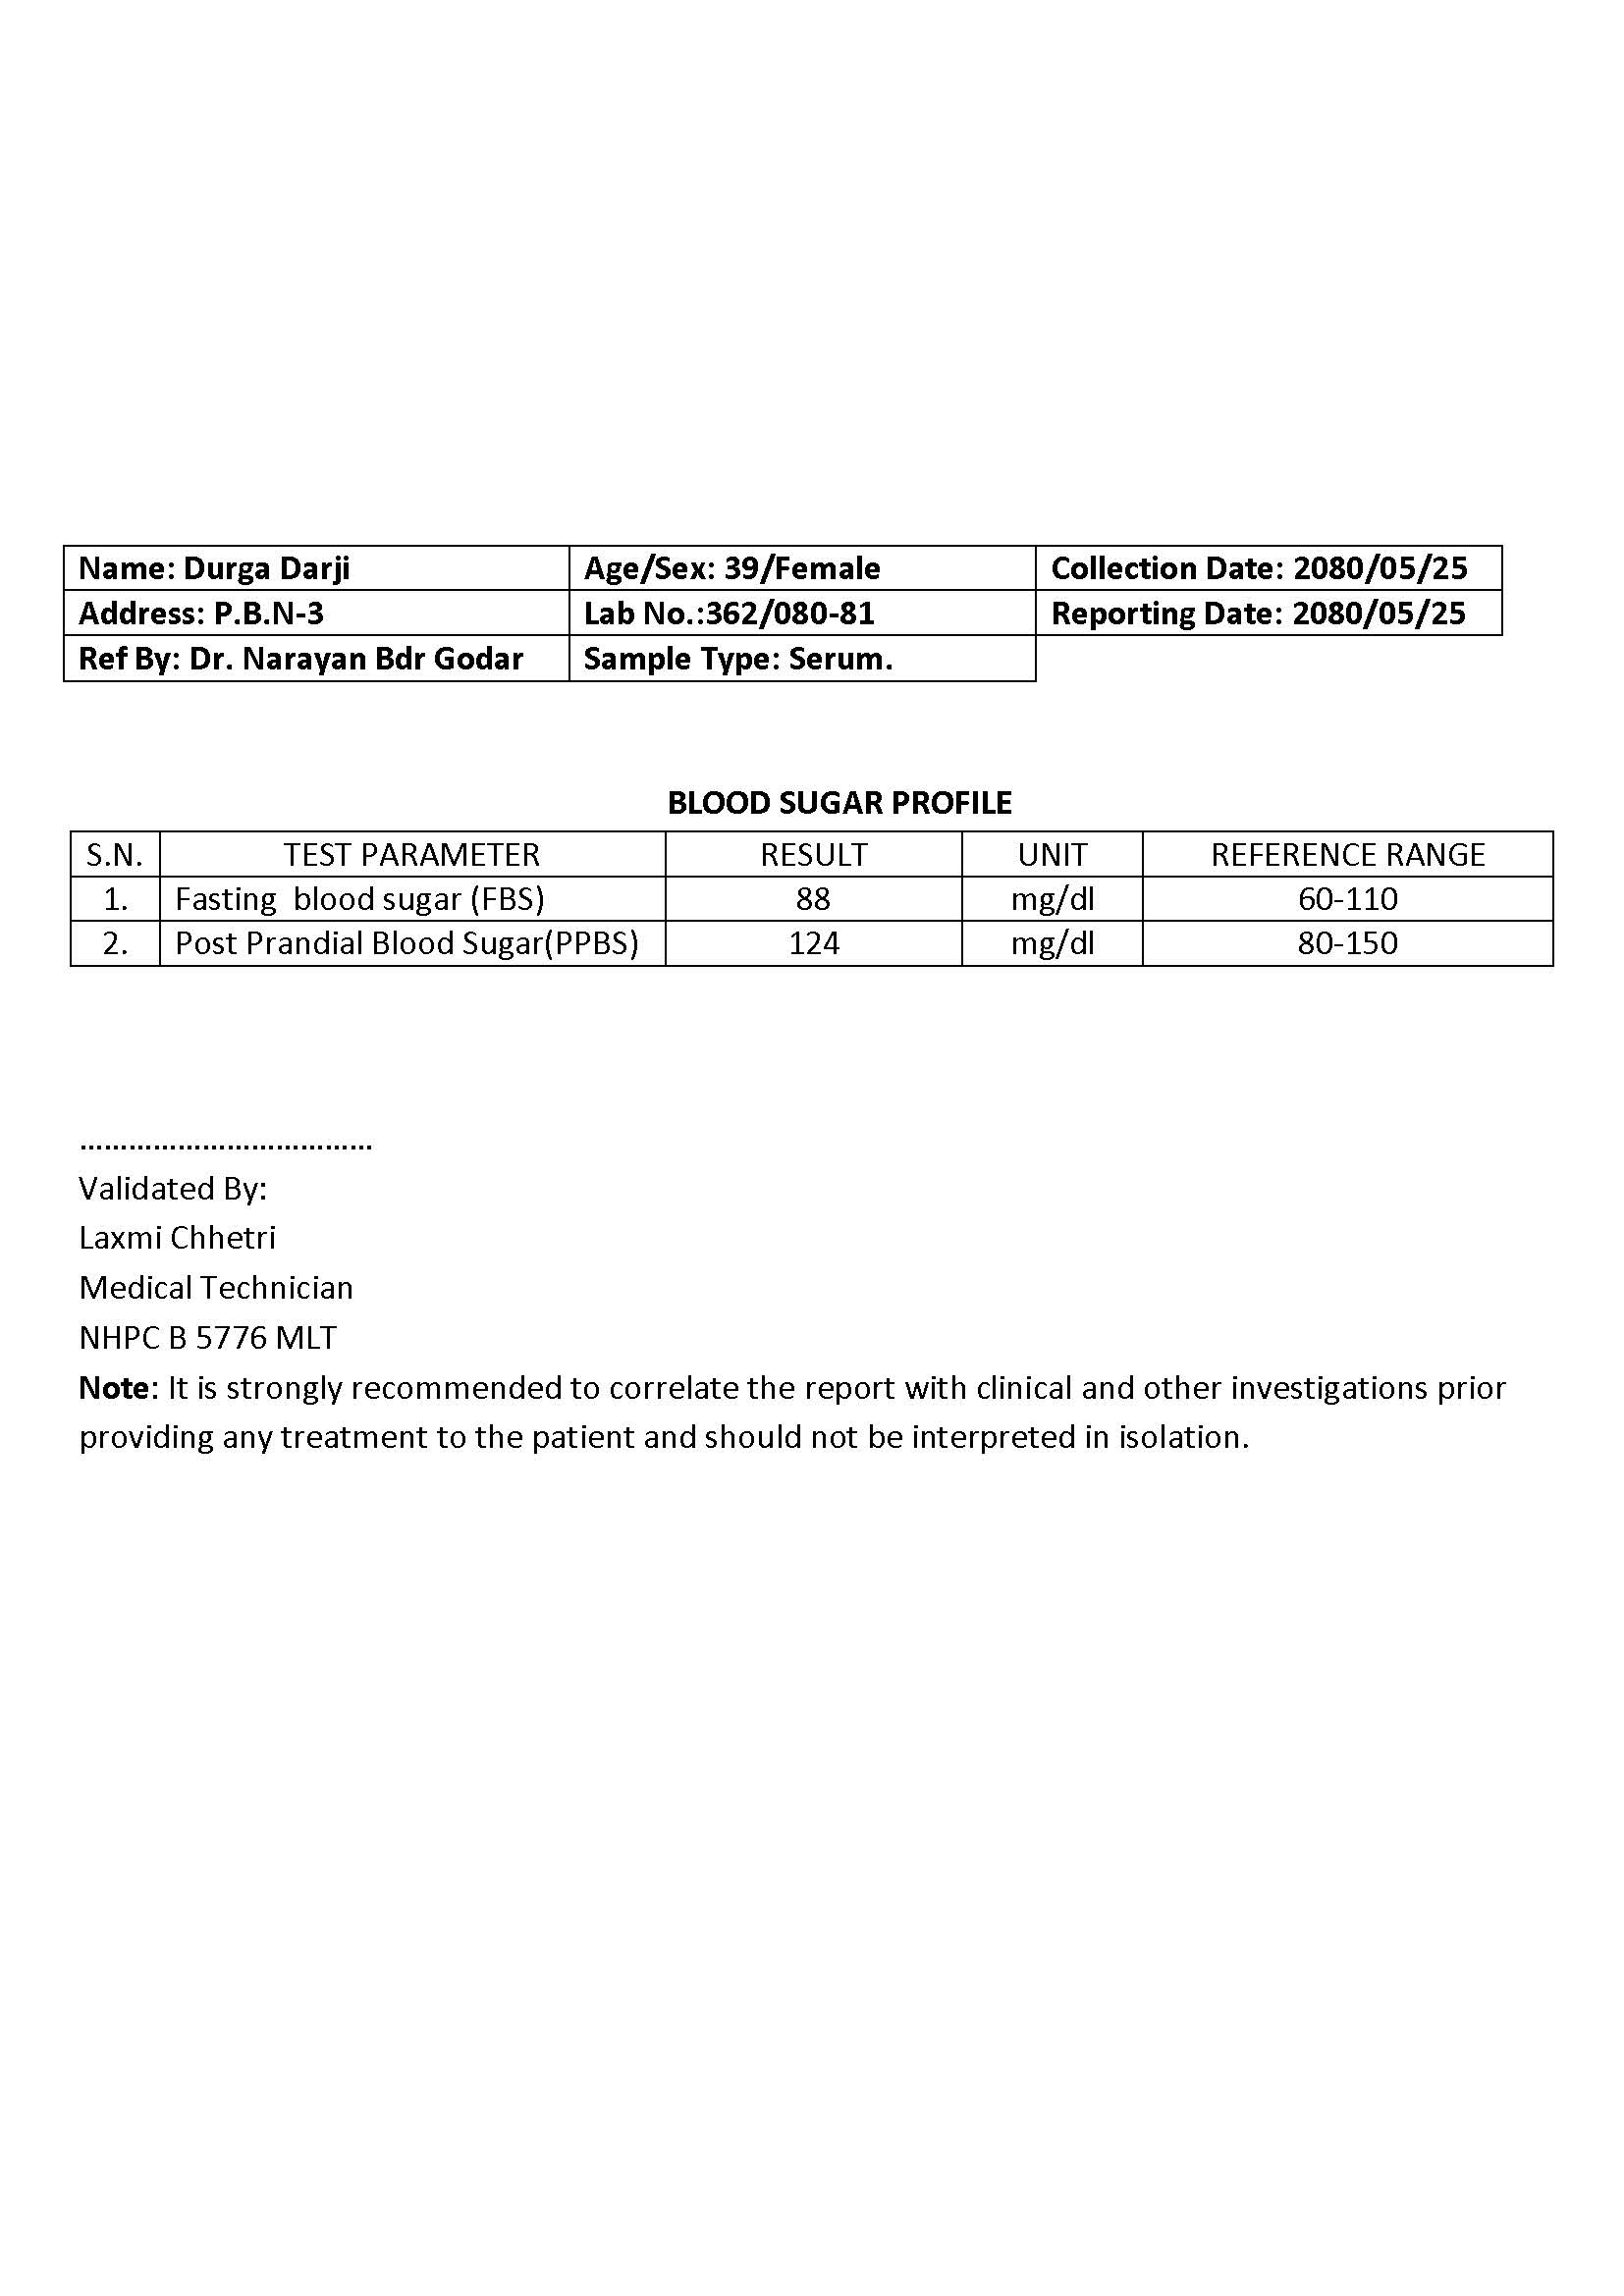 Name: Durga Darji Age/Sex: 39/Female Collection Date: 2080/05/25
Address: P.B.N-3 Lab No.:362/080-81 Reporting Date: 2080/05/25
Ref By: Dr. Narayan Bdr Godar Sample Type: Serum.
BLOOD SUGAR PROFILE
S.N. TEST PARAMETER RESULT UNIT REFERENCE RANGE
1. Fasting  blood sugar (FBS) 88 mg/dl 60-110
2. Post Prandial Blood Sugar(PPBS) 124 mg/dl 80-150
....................................
Validated By:
Laxmi Chhetri
Medical Technician
NHPC B 5776 MLT
Note: It is strongly recommended to correlate the report with clinical and other investigations prior
providing any treatment to the patient and should not be interpreted in isolation.